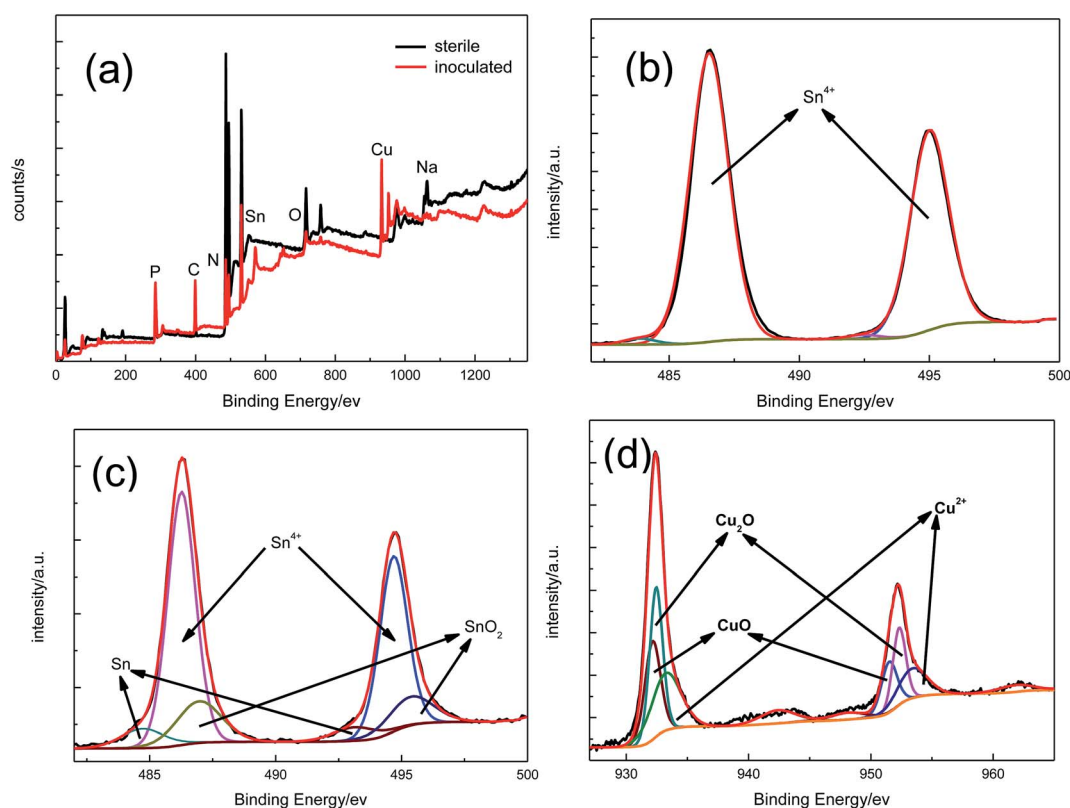 (a)
sterile
inoculated
P
C
N
Sn
O
Cu
Na
counts/s
0
200
400
600
800
1000
1200
Binding Energy/ev
(b)
Sn⁴⁺
intensity/a.u.
485
490
495
500
Binding Energy/ev
(c)
Sn⁴⁺
SnO₂
Sn
intensity/a.u.
485
490
495
500
Binding Energy/ev
(d)
Cu₂O
Cu²⁺
CuO
intensity/a.u.
930
940
950
960
Binding Energy/ev